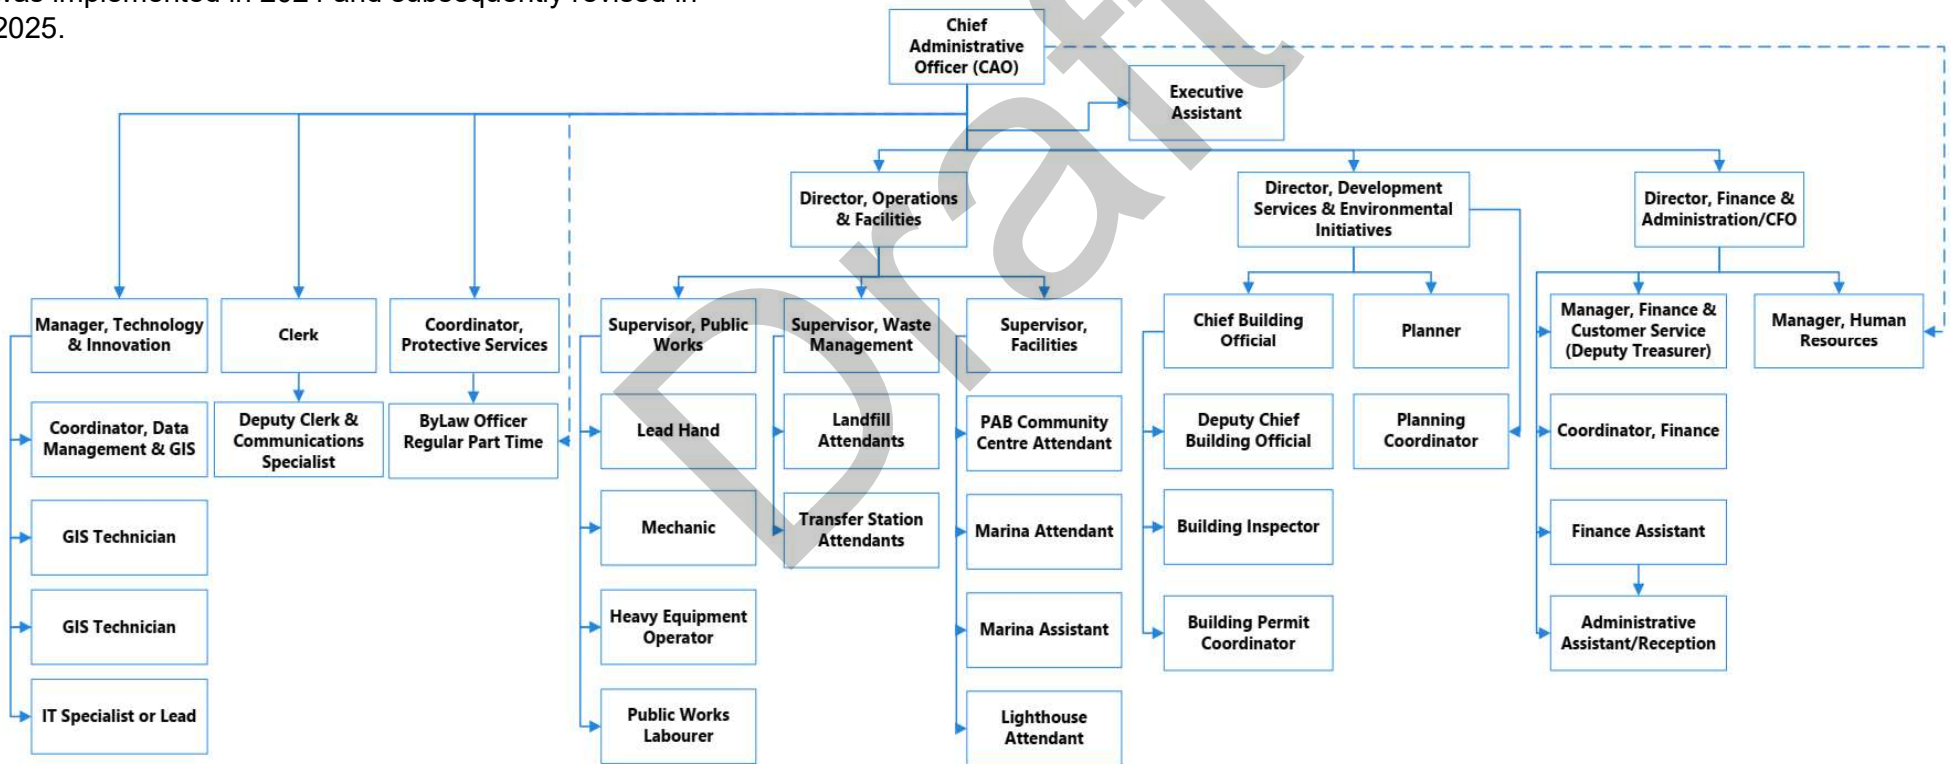 was implemented in 2024 and subsequently revised in
2025.
Chief
Administrative
Officer (CAO)
Executive
Assistant
Director, Operations
& Facilities
Director, Development
Services & Environmental
Initiatives
Director, Finance &
Administration/CFO
Manager, Technology
& Innovation
Clerk
Coordinator,
Protective Services
Supervisor, Public
Works
Supervisor, Waste
Management
Supervisor,
Facilities
Chief Building
Official
Planner
Manager, Finance &
Customer Service
(Deputy Treasurer)
Manager, Human
Resources
Coordinator, Data
Management & GIS
Deputy Clerk &
Communications
Specialist
ByLaw Officer
Regular Part Time
Lead Hand
Landfill
Attendants
PAB Community
Centre Attendant
Deputy Chief
Building Official
Planning
Coordinator
Coordinator, Finance
GIS Technician
Mechanic
Transfer Station
Attendants
Marina Attendant
Building Inspector
Finance Assistant
GIS Technician
Heavy Equipment
Operator
Marina Assistant
Building Permit
Coordinator
Administrative
Assistant/Reception
IT Specialist or Lead
Public Works
Labourer
Lighthouse
Attendant
Draft